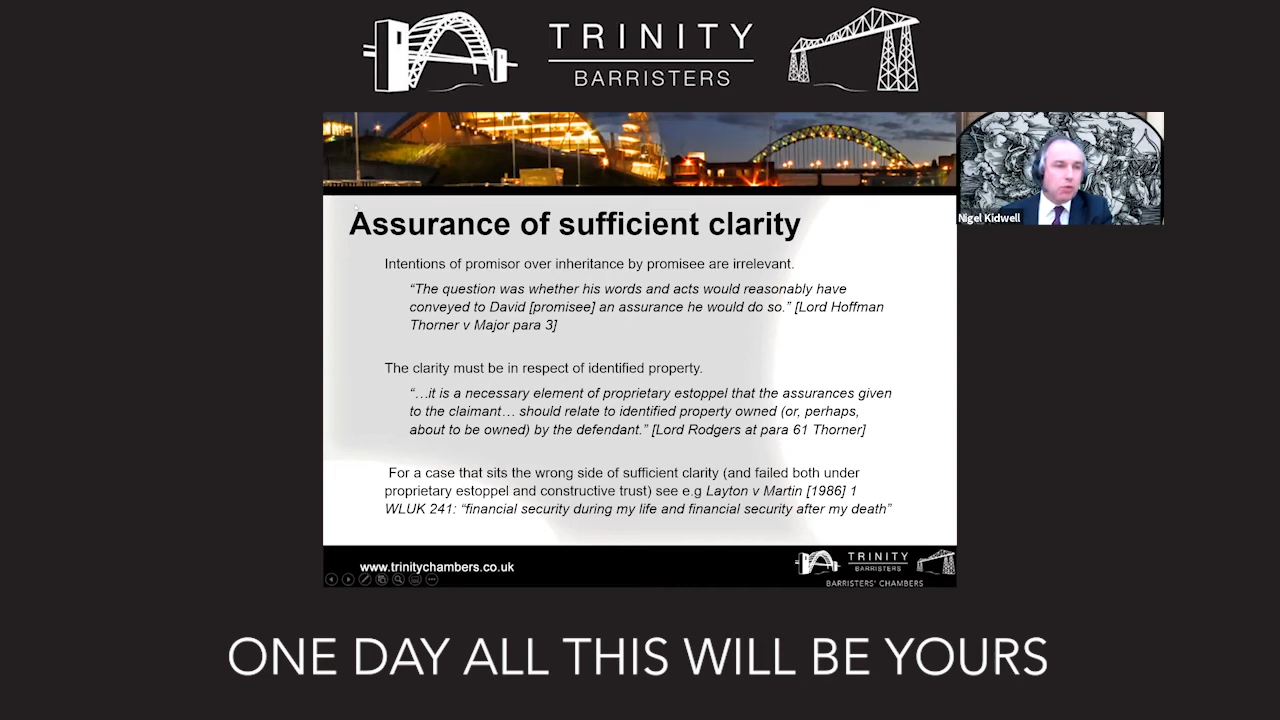 TRINITY
BARRISTERS
Nigel Kidwell
Assurance of sufficient clarity
Intentions of promisor over inheritance by promisee are irrelevant.
“The question was whether his words and acts would reasonably have
conveyed to David [promisee] an assurance he would do so.” [Lord Hoffman
Thorner v Major para 3]
The clarity must be in respect of identified property.
“…it is a necessary element of proprietary estoppel that the assurances given
to the claimant… should relate to identified property owned (or, perhaps,
about to be owned) by the defendant.” [Lord Rodgers at para 61 Thorner]
For a case that sits the wrong side of sufficient clarity (and failed both under
proprietary estoppel and constructive trust) see e.g Layton v Martin [1986] 1
WLUK 241: “financial security during my life and financial security after my death”
www.trinitychambers.co.uk
TRINITY
BARRISTERS
BARRISTERS' CHAMBERS
ONE DAY ALL THIS WILL BE YOURS